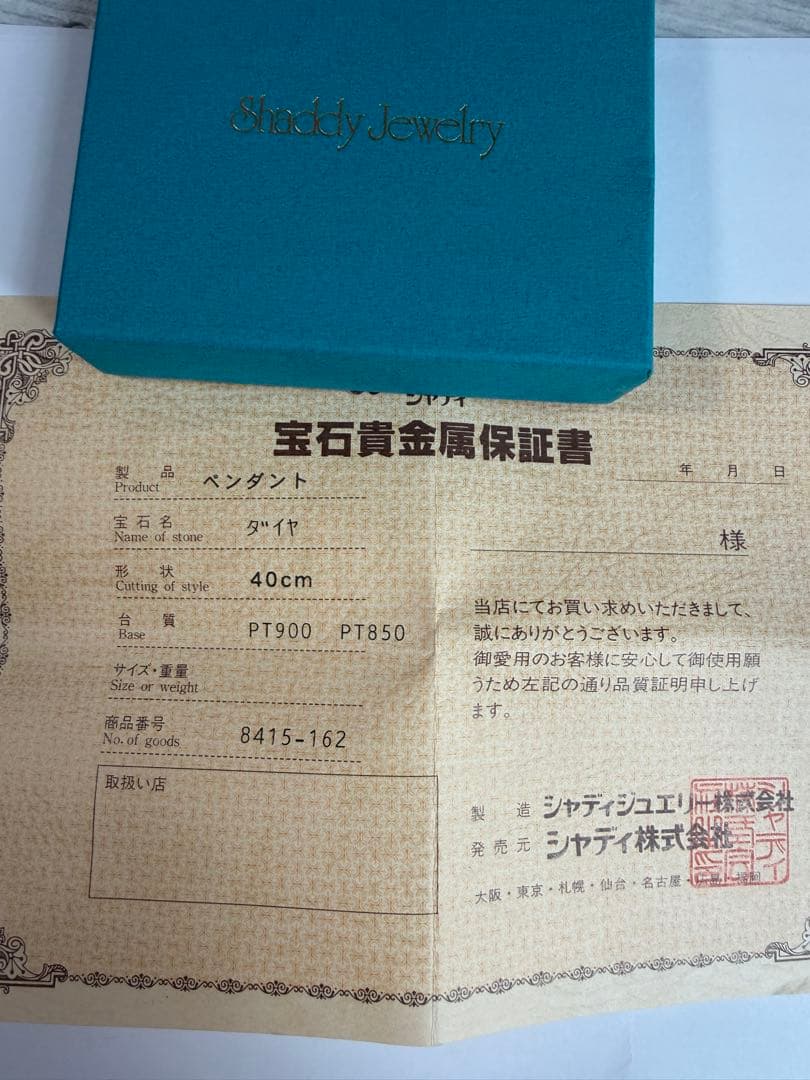 Shaddy Jewelry
シャディ
宝石貴金属保証書
年 月 日
製品 ペンダント
Product
宝石名 ダイヤ
Name of stone
形状 40cm
Cutting of style
台質 PT900 PT850
Base
サイズ・重量
Size or weight
商品番号 8415-162
No. of goods
取扱い店
様
当店にてお買い求めいただきまして、
誠にありがとうございます。
御愛用のお客様に安心して御使用願
うため左記の通り品質証明申し上げ
ます。
製造 シャディジュエリー株式会社
発売元 シャディ株式会社
大阪・東京・札幌・仙台・名古屋・広島・福岡